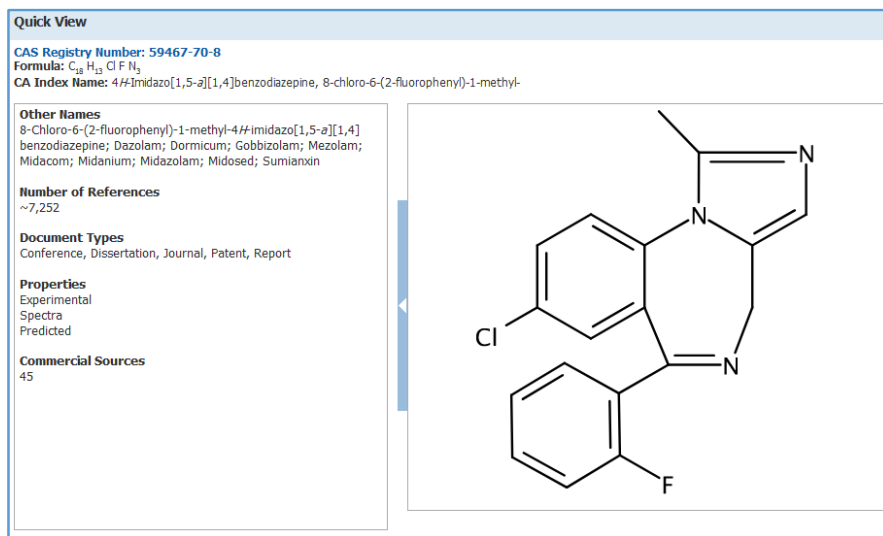 Quick View
CAS Registry Number: 59467-70-8
Formula: C18 H13 Cl F N3
CA Index Name: 4H-Imidazo[1,5-a][1,4]benzodiazepine, 8-chloro-6-(2-fluorophenyl)-1-methyl-
Other Names
8-Chloro-6-(2-fluorophenyl)-1-methyl-4H-imidazo[1,5-a][1,4]
benzodiazepine; Dazolam; Dormicum; Gobbizolam; Mezolam;
Midacom; Midanium; Midazolam; Midosed; Sumianxin
Number of References
~7,252
Document Types
Conference, Dissertation, Journal, Patent, Report
Properties
Experimental
Spectra
Predicted
Commercial Sources
45
N
N
Cl
N
F